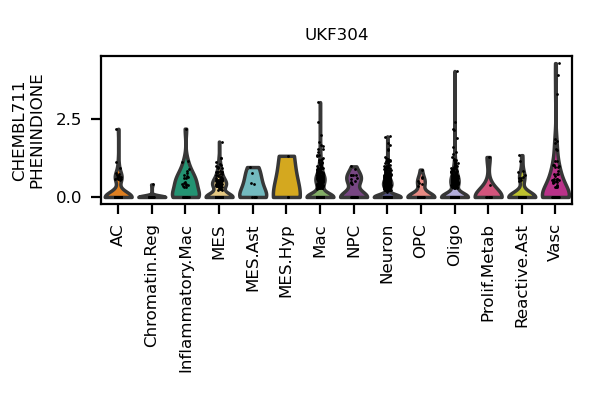 UKF304
CHEMBL711
PHENINDIONE
2.5
0.0
AC
Chromatin.Reg
Inflammatory.Mac
MES
MES.Ast
MES.Hyp
Mac
NPC
Neuron
OPC
Oligo
Prolif.Metab
Reactive.Ast
Vasc